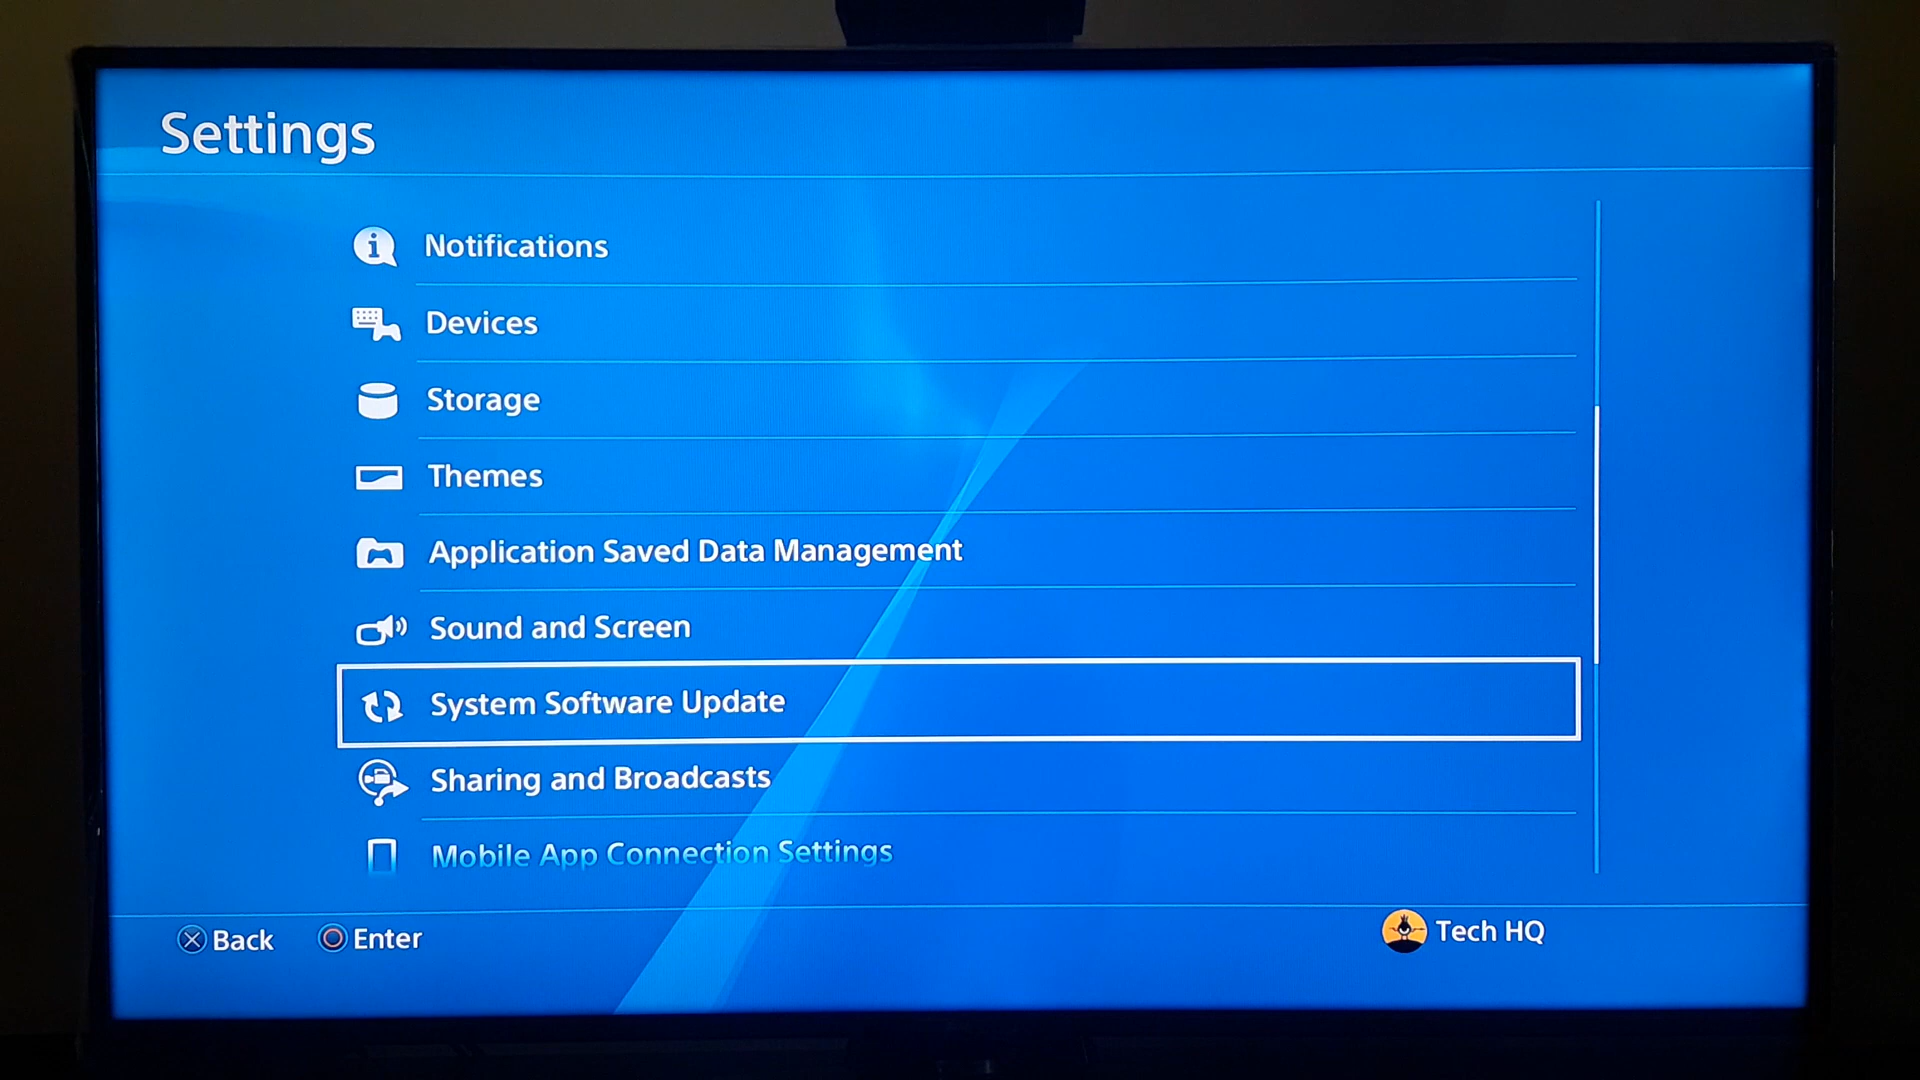 Settings
Notifications
Devices
Storage
Themes
Application Saved Data Management
Sound and Screen
System Software Update
Sharing and Broadcasts
Mobile App Connection Settings
Back Enter Tech HQ